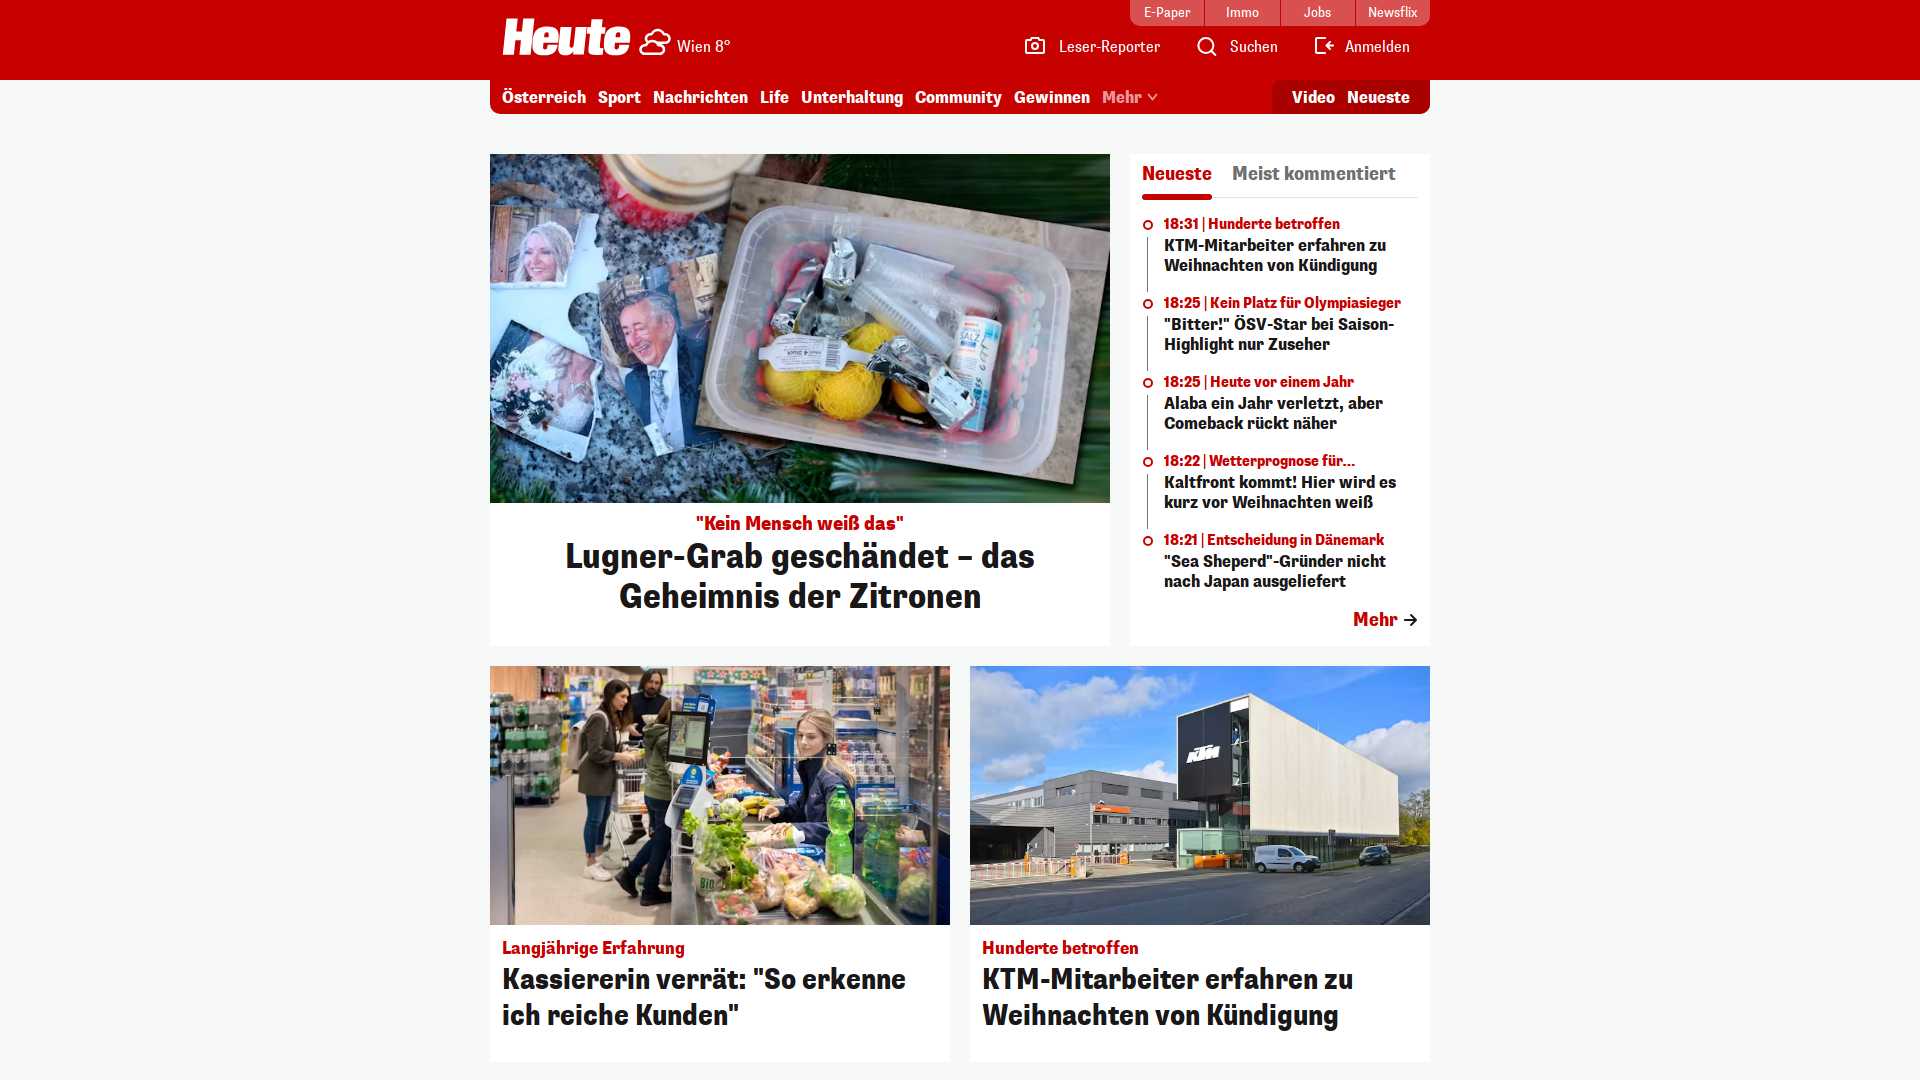 E-Paper
Immo
Jobs
Newsflix
Heute
Wien 8°
Leser-Reporter
Suchen
Anmelden
Österreich
Sport
Nachrichten
Life
Unterhaltung
Community
Gewinnen
Mehr
Video
Neueste
"Kein Mensch weiß das"
Lugner-Grab geschändet – das
Geheimnis der Zitronen
Neueste
Meist kommentiert
18:31 | Hunderte betroffen
KTM-Mitarbeiter erfahren zu
Weihnachten von Kündigung
18:25 | Kein Platz für Olympiasieger
"Bitter!" ÖSV-Star bei Saison-
Highlight nur Zuseher
18:25 | Heute vor einem Jahr
Alaba ein Jahr verletzt, aber
Comeback rückt näher
18:22 | Wetterprognose für...
Kaltfront kommt! Hier wird es
kurz vor Weihnachten weiß
18:21 | Entscheidung in Dänemark
"Sea Sheperd"-Gründer nicht
nach Japan ausgeliefert
Mehr
SALZ
BIO
KTM
Langjährige Erfahrung
Kassiererin verrät: "So erkenne
ich reiche Kunden"
Hunderte betroffen
KTM-Mitarbeiter erfahren zu
Weihnachten von Kündigung